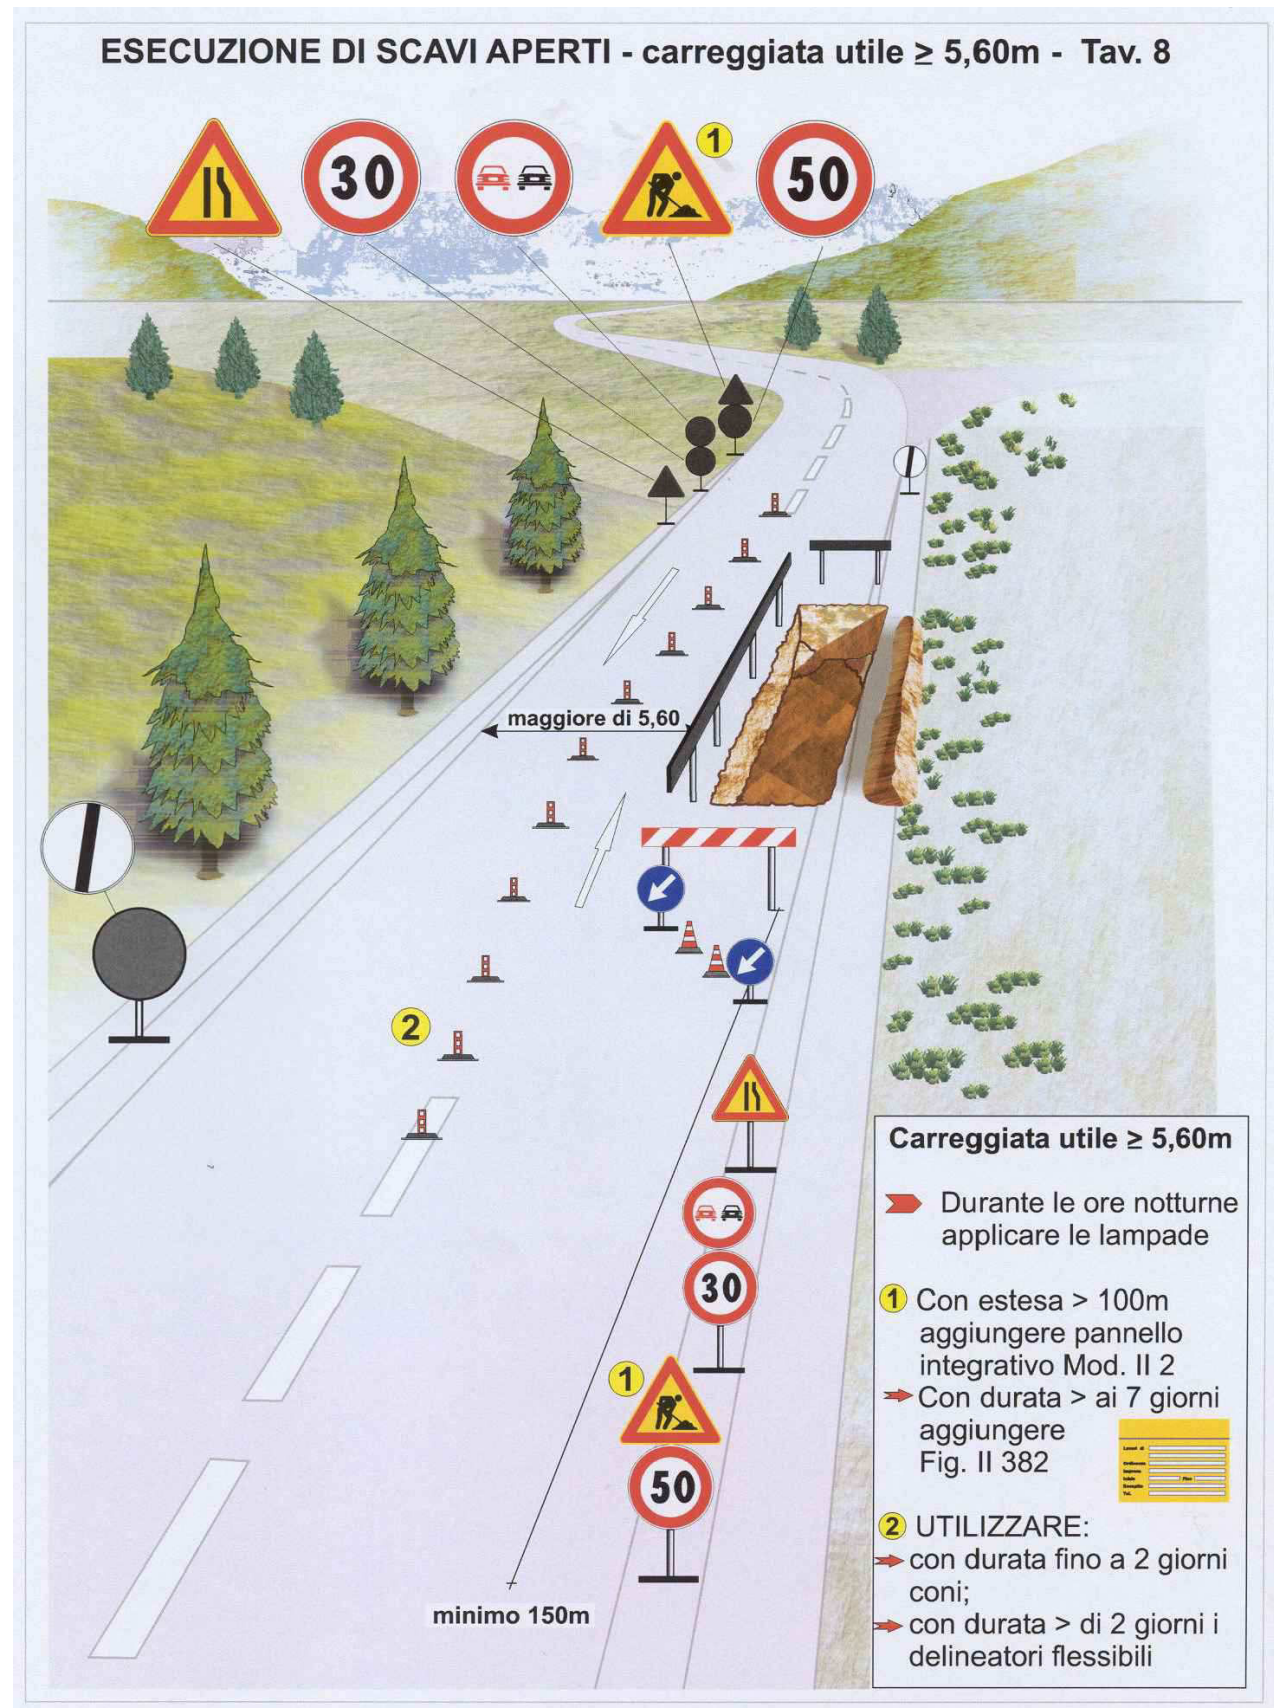 ESECUZIONE DI SCAVI APERTI - carreggiata utile ≥ 5,60m - Tav. 8
30
1
50
maggiore di 5,60
2
30
1
50
minimo 150m
Carreggiata utile ≥ 5,60m
Durante le ore notturne
applicare le lampade
1 Con estesa > 100m
aggiungere pannello
integrativo Mod. II 2
Con durata > ai 7 giorni
aggiungere
Fig. II 382
2 UTILIZZARE:
con durata fino a 2 giorni
coni;
con durata > di 2 giorni i
delineatori flessibili